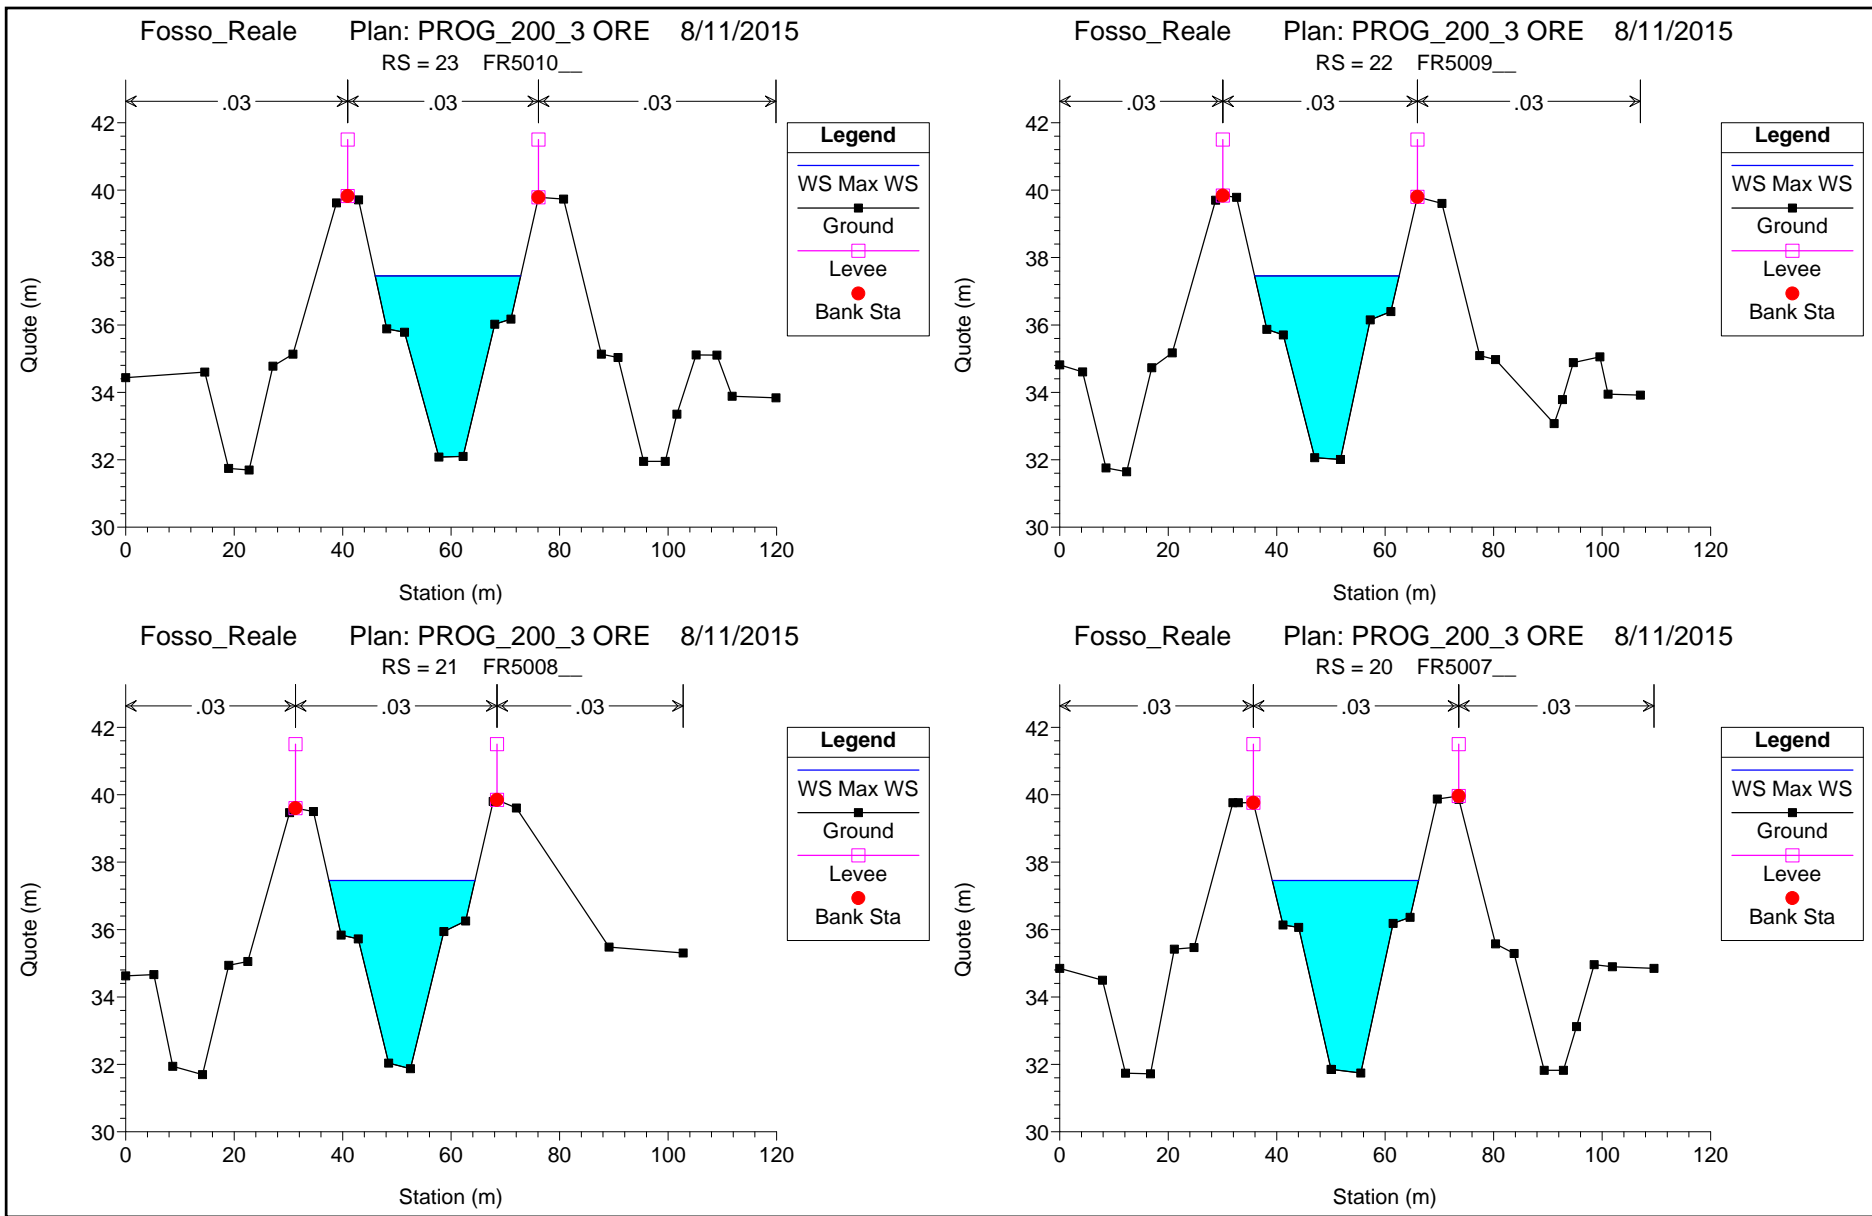 Fosso_Reale Plan: PROG_200_3 ORE 8/11/2015
RS = 23 FR5010__
.03 .03 .03
42
40
38
36
34
32
30
Quote (m)
0 20 40 60 80 100 120
Station (m)
Legend
WS Max WS
Ground
Levee
Bank Sta
Fosso_Reale Plan: PROG_200_3 ORE 8/11/2015
RS = 22 FR5009__
.03 .03 .03
42
40
38
36
34
32
30
Quote (m)
0 20 40 60 80 100 120
Station (m)
Legend
WS Max WS
Ground
Levee
Bank Sta
Fosso_Reale Plan: PROG_200_3 ORE 8/11/2015
RS = 21 FR5008__
.03 .03 .03
42
40
38
36
34
32
30
Quote (m)
0 20 40 60 80 100 120
Station (m)
Legend
WS Max WS
Ground
Levee
Bank Sta
Fosso_Reale Plan: PROG_200_3 ORE 8/11/2015
RS = 20 FR5007__
.03 .03 .03
42
40
38
36
34
32
30
Quote (m)
0 20 40 60 80 100 120
Station (m)
Legend
WS Max WS
Ground
Levee
Bank Sta